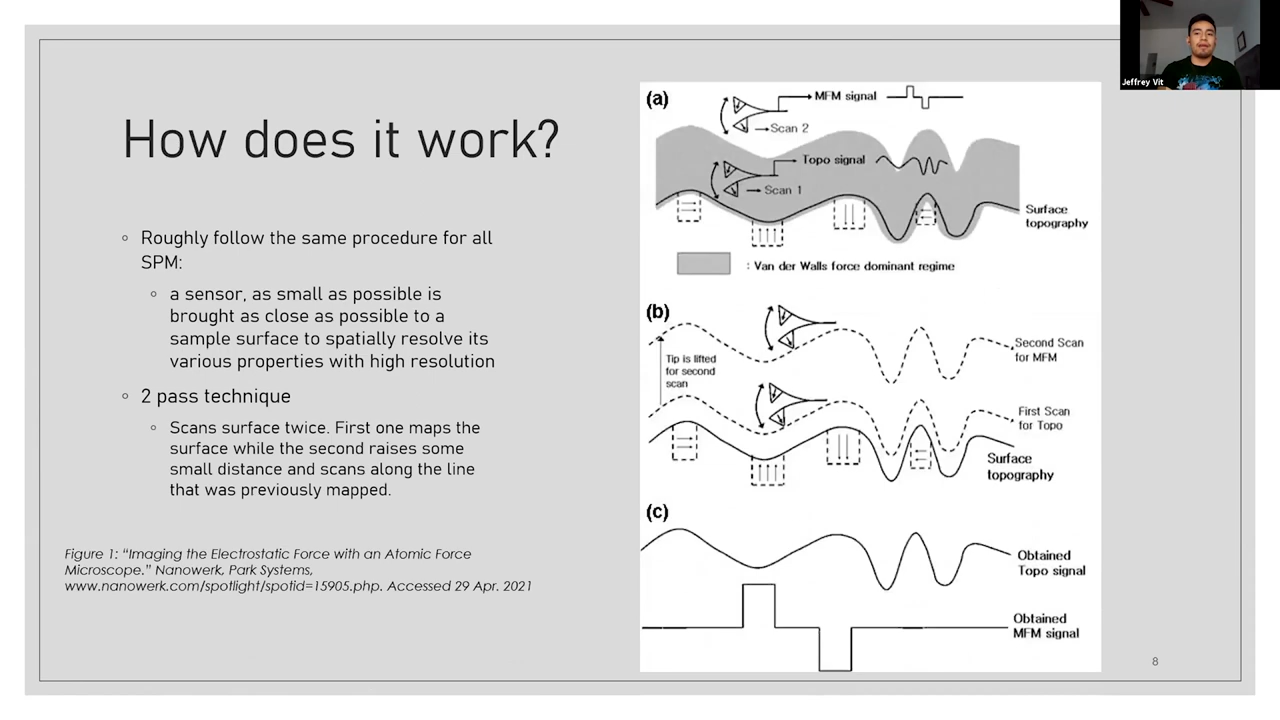 Jeffrey Vit
How does it work?
◦ Roughly follow the same procedure for all
SPM:
◦ a sensor, as small as possible is
brought as close as possible to a
sample surface to spatially resolve its
various properties with high resolution
◦ 2 pass technique
◦ Scans surface twice. First one maps the
surface while the second raises some
small distance and scans along the line
that was previously mapped.
Figure 1: “Imaging the Electrostatic Force with an Atomic Force
Microscope.” Nanowerk, Park Systems,
www.nanowerk.com/spotlight/spotid=15905.php. Accessed 29 Apr. 2021
(a)
MFM signal
Scan 2
Topo signal
Scan 1
Surface
topography
: Van der Walls force dominant regime
(b)
Tip is lifted
for second
scan
Second Scan
for MFM
First Scan
for Topo
Surface
topography
(c)
Obtained
Topo signal
Obtained
MFM signal
8